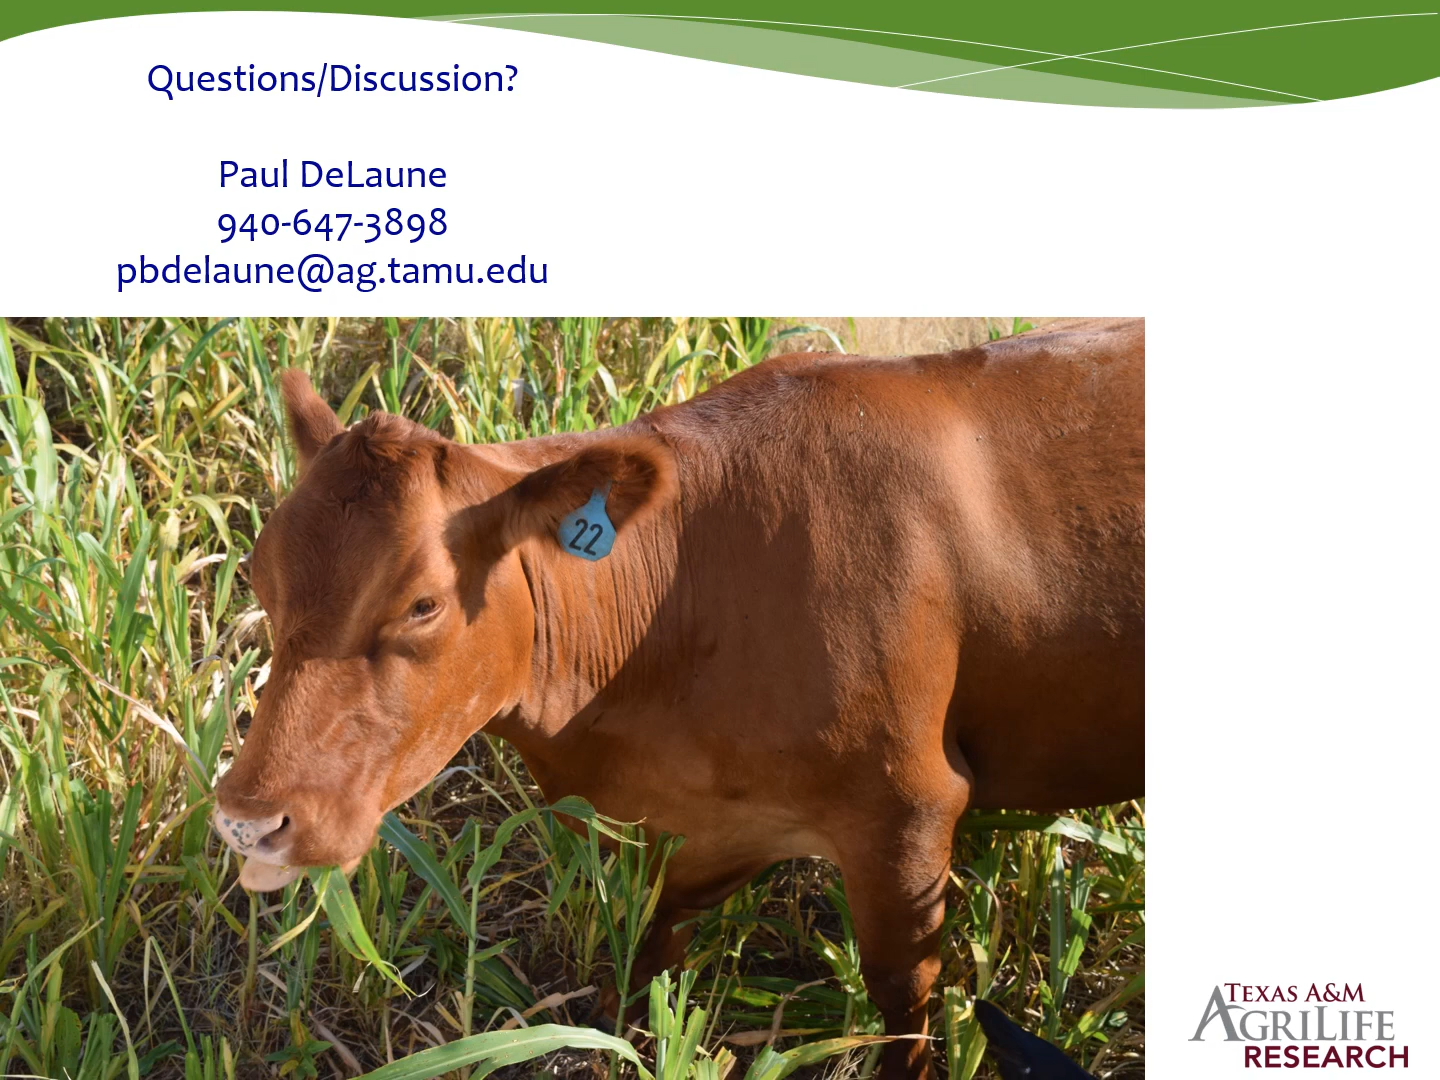 Questions/Discussion?
Paul DeLaune
940-647-3898
pbdelaune@ag.tamu.edu
22
TEXAS A&M
AGRILIFE
RESEARCH